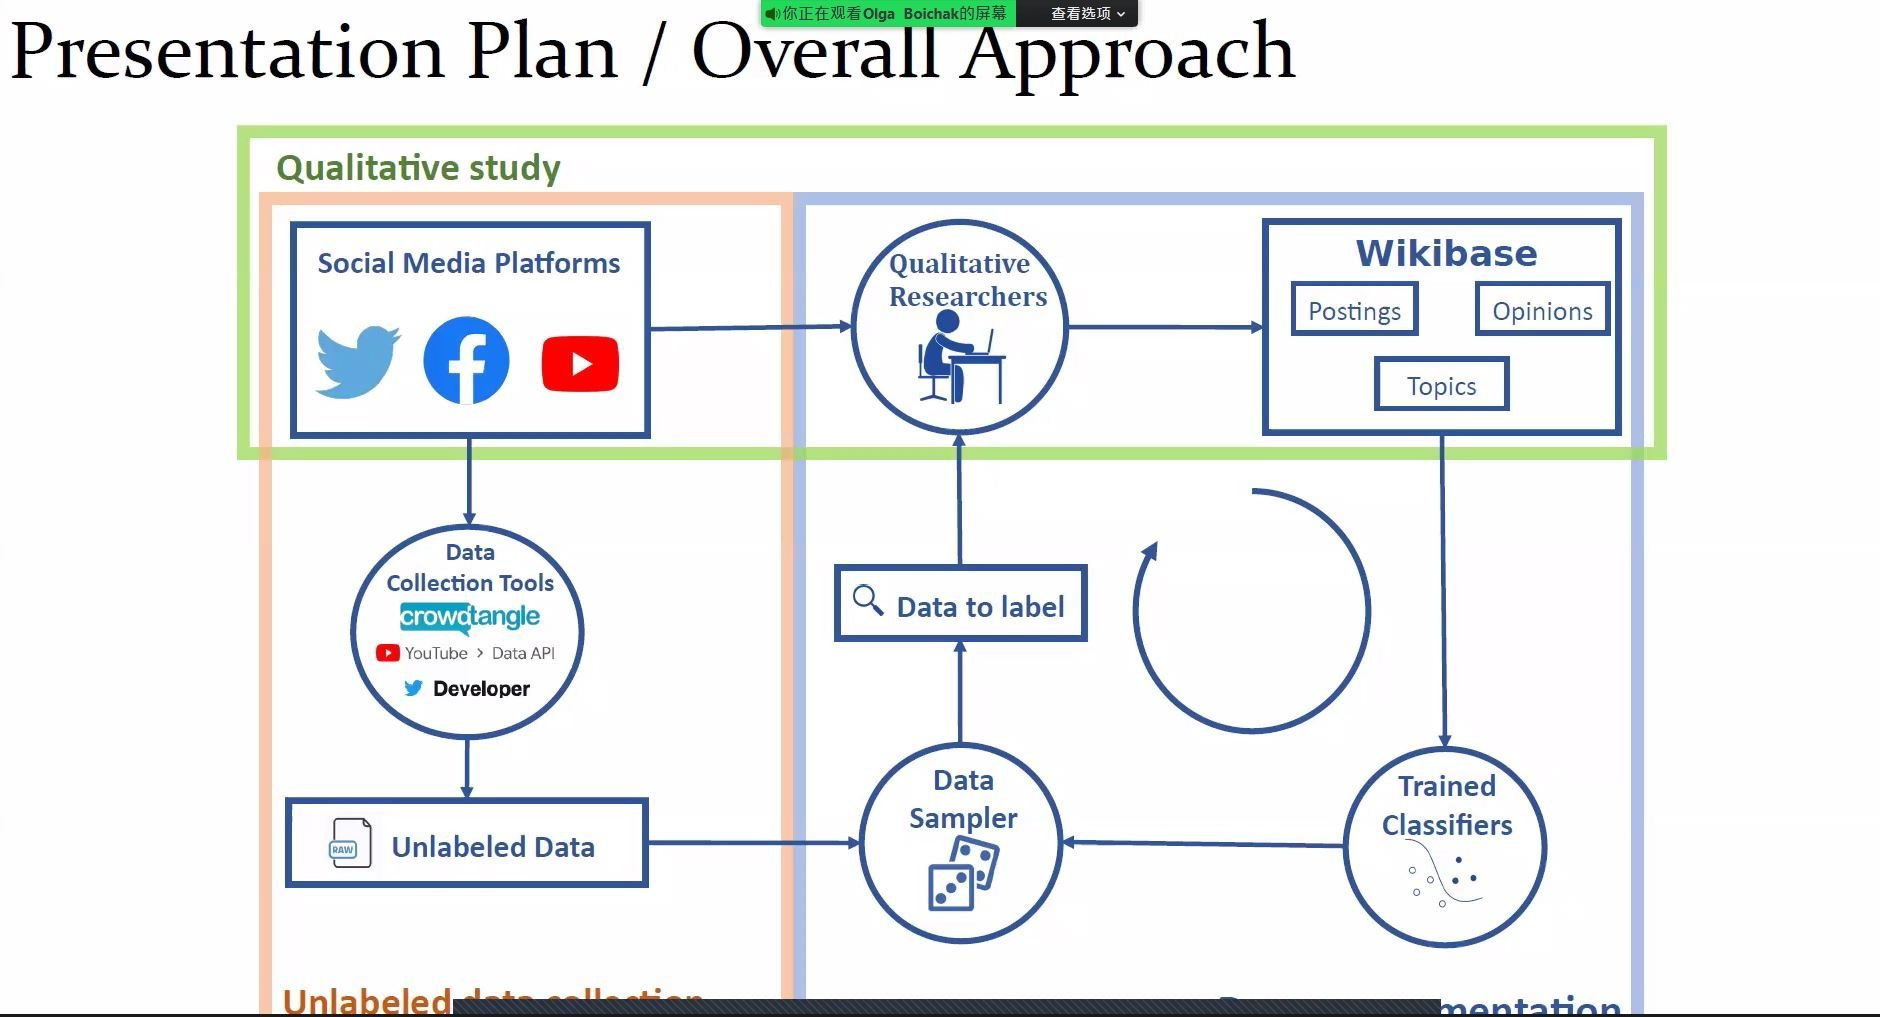 你正在观看Olga Boichak的屏幕
查看选项
Presentation Plan / Overall Approach
Qualitative study
Social Media Platforms
Qualitative
Researchers
Wikibase
Postings
Opinions
Topics
Data
Collection Tools
crowdtangle
YouTube > Data API
Developer
Data to label
RAW
Unlabeled Data
Data
Sampler
Trained
Classifiers
Unlabeled data collection